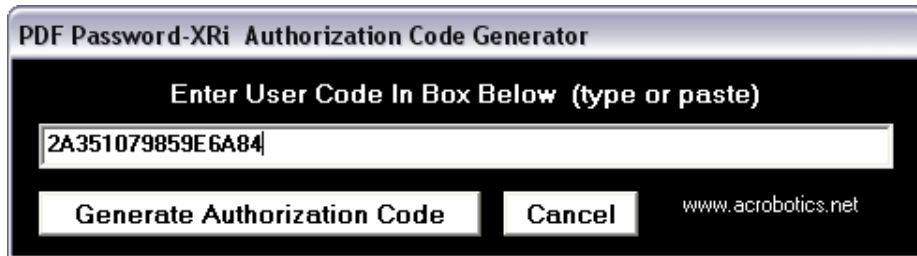 PDF Password-XRi Authorization Code Generator
Enter User Code In Box Below (type or paste)
2A351079859E6A84
Generate Authorization Code Cancel www.acrobotics.net